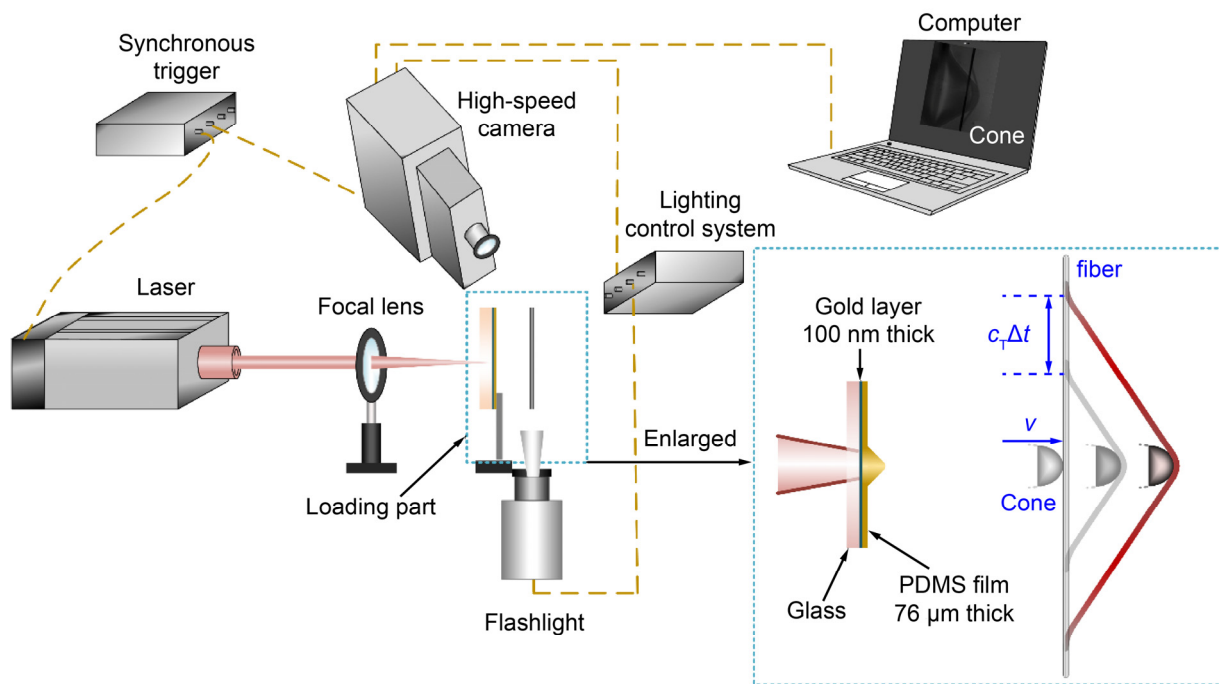 Computer
Synchronous
trigger
High-speed
camera
Cone
Lighting
control system
Laser
Focal lens
fiber
Gold layer
100 nm thick
c_TΔt
v
Enlarged
Loading part
Cone
PDMS film
76 μm thick
Glass
Flashlight